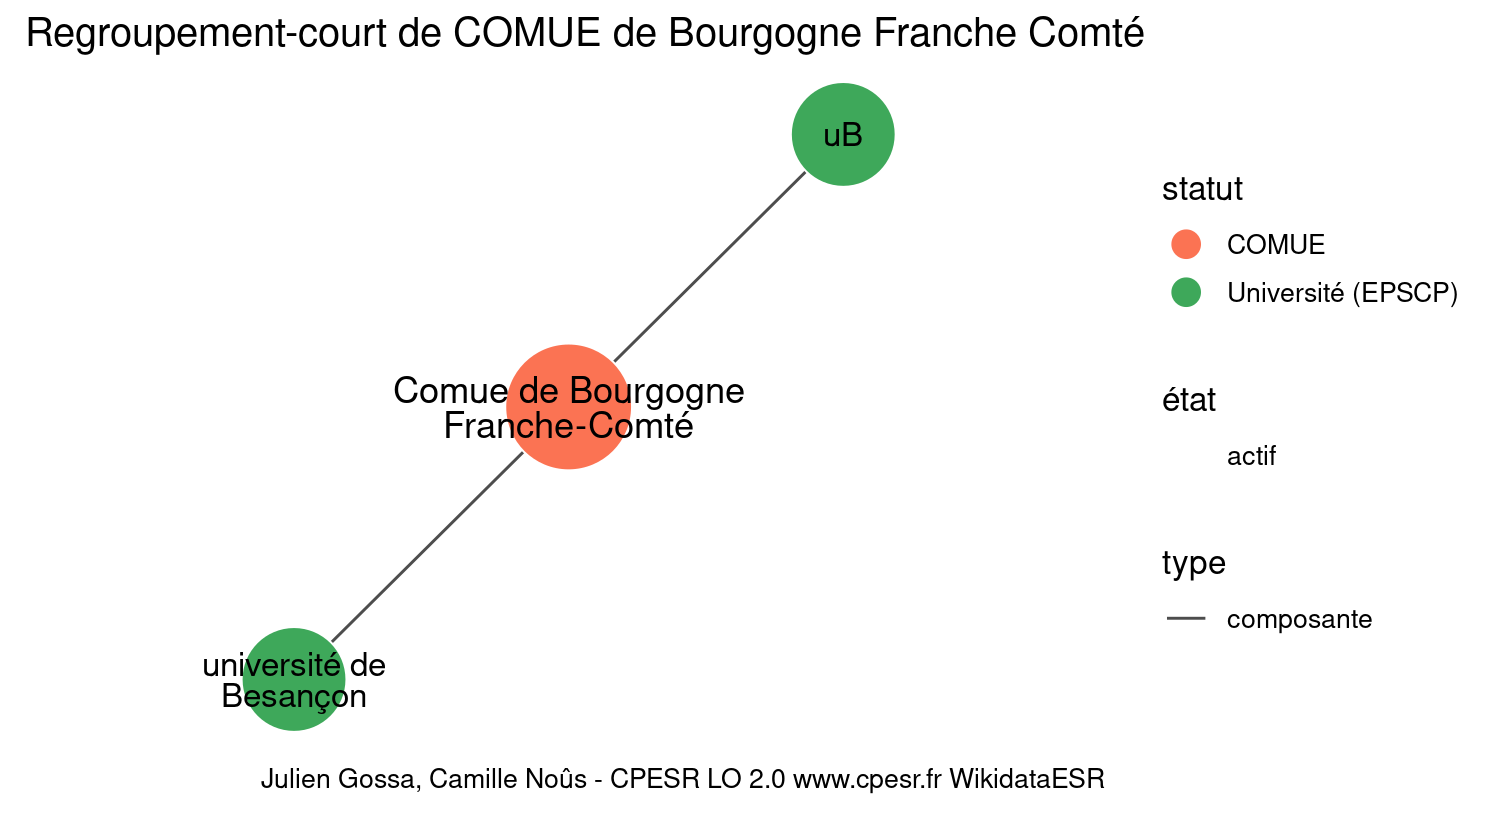 Regroupement-court de COMUE de Bourgogne Franche Comté
uB
Comue de Bourgogne
Franche-Comté
université de
Besançon
statut
COMUE
Université (EPSCP)
état
actif
type
composante
Julien Gossa, Camille Noûs - CPESR LO 2.0 www.cpesr.fr WikidataESR